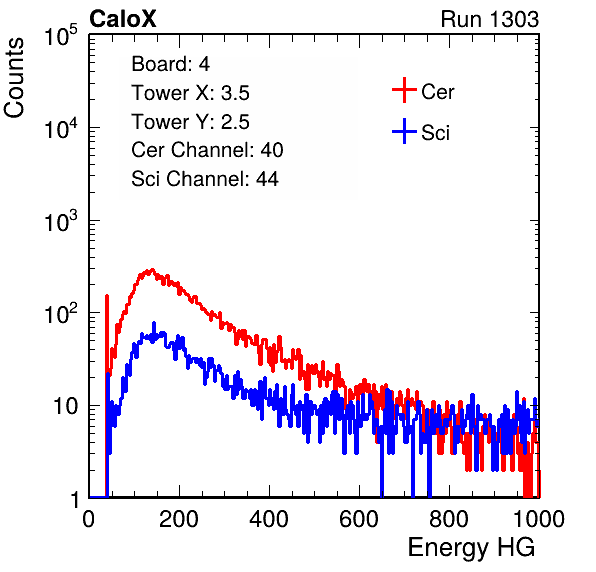 CaloX Run 1303
Counts
Board: 4
Tower X: 3.5
Tower Y: 2.5
Cer Channel: 40
Sci Channel: 44
Cer
Sci
10^5
10^4
10^3
10^2
10
1
0 200 400 600 800 1000
Energy HG